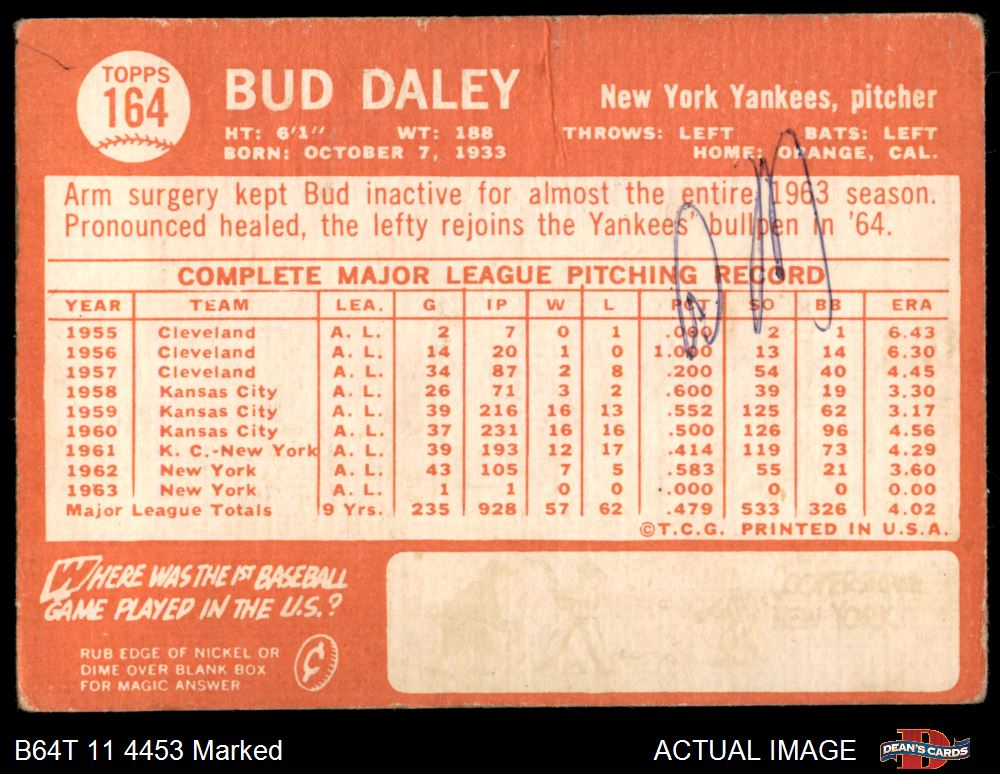 TOPPS
164
BUD DALEY
New York Yankees, pitcher
HT: 6'1" WT: 188 THROWS: LEFT BATS: LEFT
BORN: OCTOBER 7, 1933 HOME: ORANGE, CAL.
Arm surgery kept Bud inactive for almost the entire 1963 season.
Pronounced healed, the lefty rejoins the Yankees' bullpen in '64.
COMPLETE MAJOR LEAGUE PITCHING RECORD
YEAR TEAM LEA. G IP W L PCT. SO BB ERA
1955 Cleveland A. L. 2 7 0 1 .000 2 1 6.43
1956 Cleveland A. L. 14 20 1 0 1.000 13 14 6.30
1957 Cleveland A. L. 34 87 2 8 .200 54 40 4.45
1958 Kansas City A. L. 26 71 3 2 .600 39 19 3.30
1959 Kansas City A. L. 39 216 16 13 .552 125 62 3.17
1960 Kansas City A. L. 37 231 16 16 .500 126 96 4.56
1961 K. C.-New York A. L. 39 193 12 17 .414 119 73 4.29
1962 New York A. L. 43 105 7 5 .583 55 21 3.60
1963 New York A. L. 1 1 0 0 .000 0 0 0.00
Major League Totals 9 Yrs. 235 928 57 62 .479 533 326 4.02
©T.C.G. PRINTED IN U.S.A.
WHERE WAS THE 1ST BASEBALL
GAME PLAYED IN THE U.S.?
RUB EDGE OF NICKEL OR
DIME OVER BLANK BOX
FOR MAGIC ANSWER
¢
COOPERSTOWN
NEW YORK
B64T 11 4453 Marked
ACTUAL IMAGE
DEAN'S CARDS